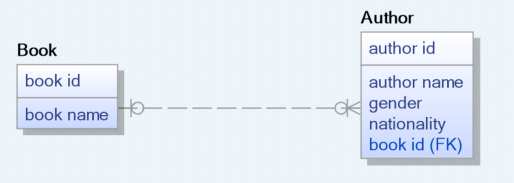 Book
book id
book name
Author
author id
author name
gender
nationality
book id (FK)